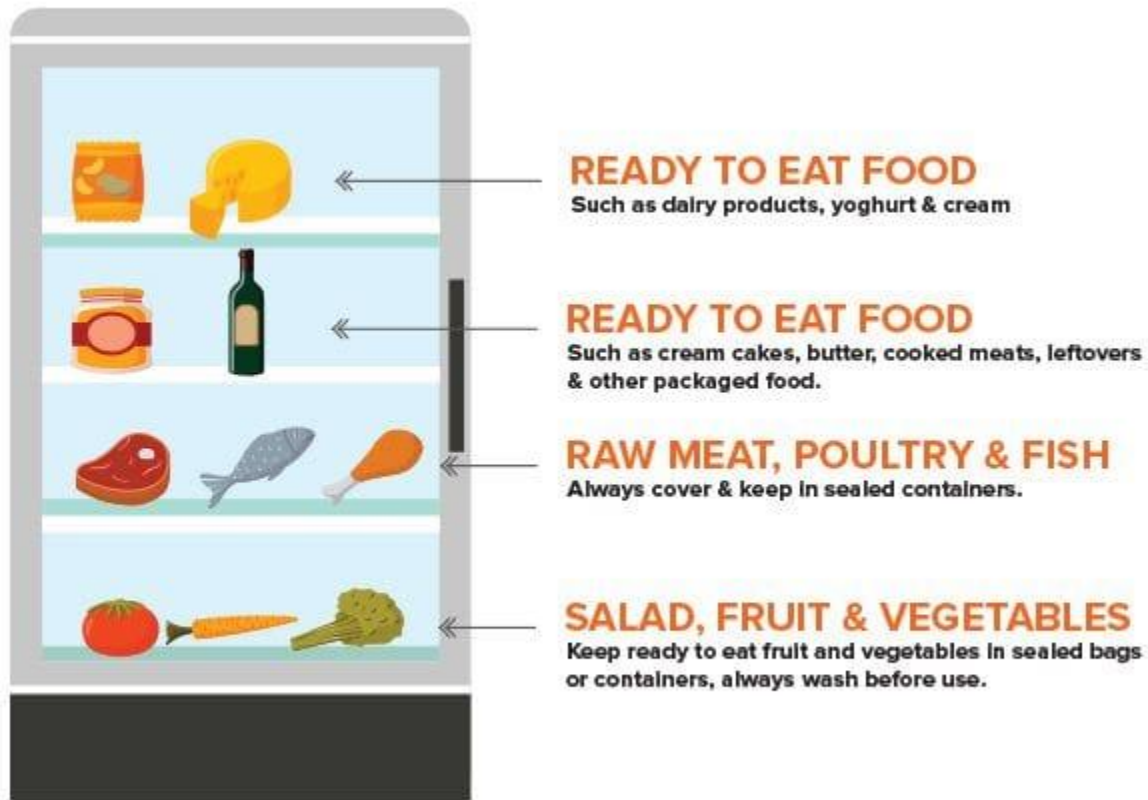 READY TO EAT FOOD
Such as dairy products, yoghurt & cream
READY TO EAT FOOD
Such as cream cakes, butter, cooked meats, leftovers
& other packaged food.
RAW MEAT, POULTRY & FISH
Always cover & keep in sealed containers.
SALAD, FRUIT & VEGETABLES
Keep ready to eat fruit and vegetables in sealed bags
or containers, always wash before use.